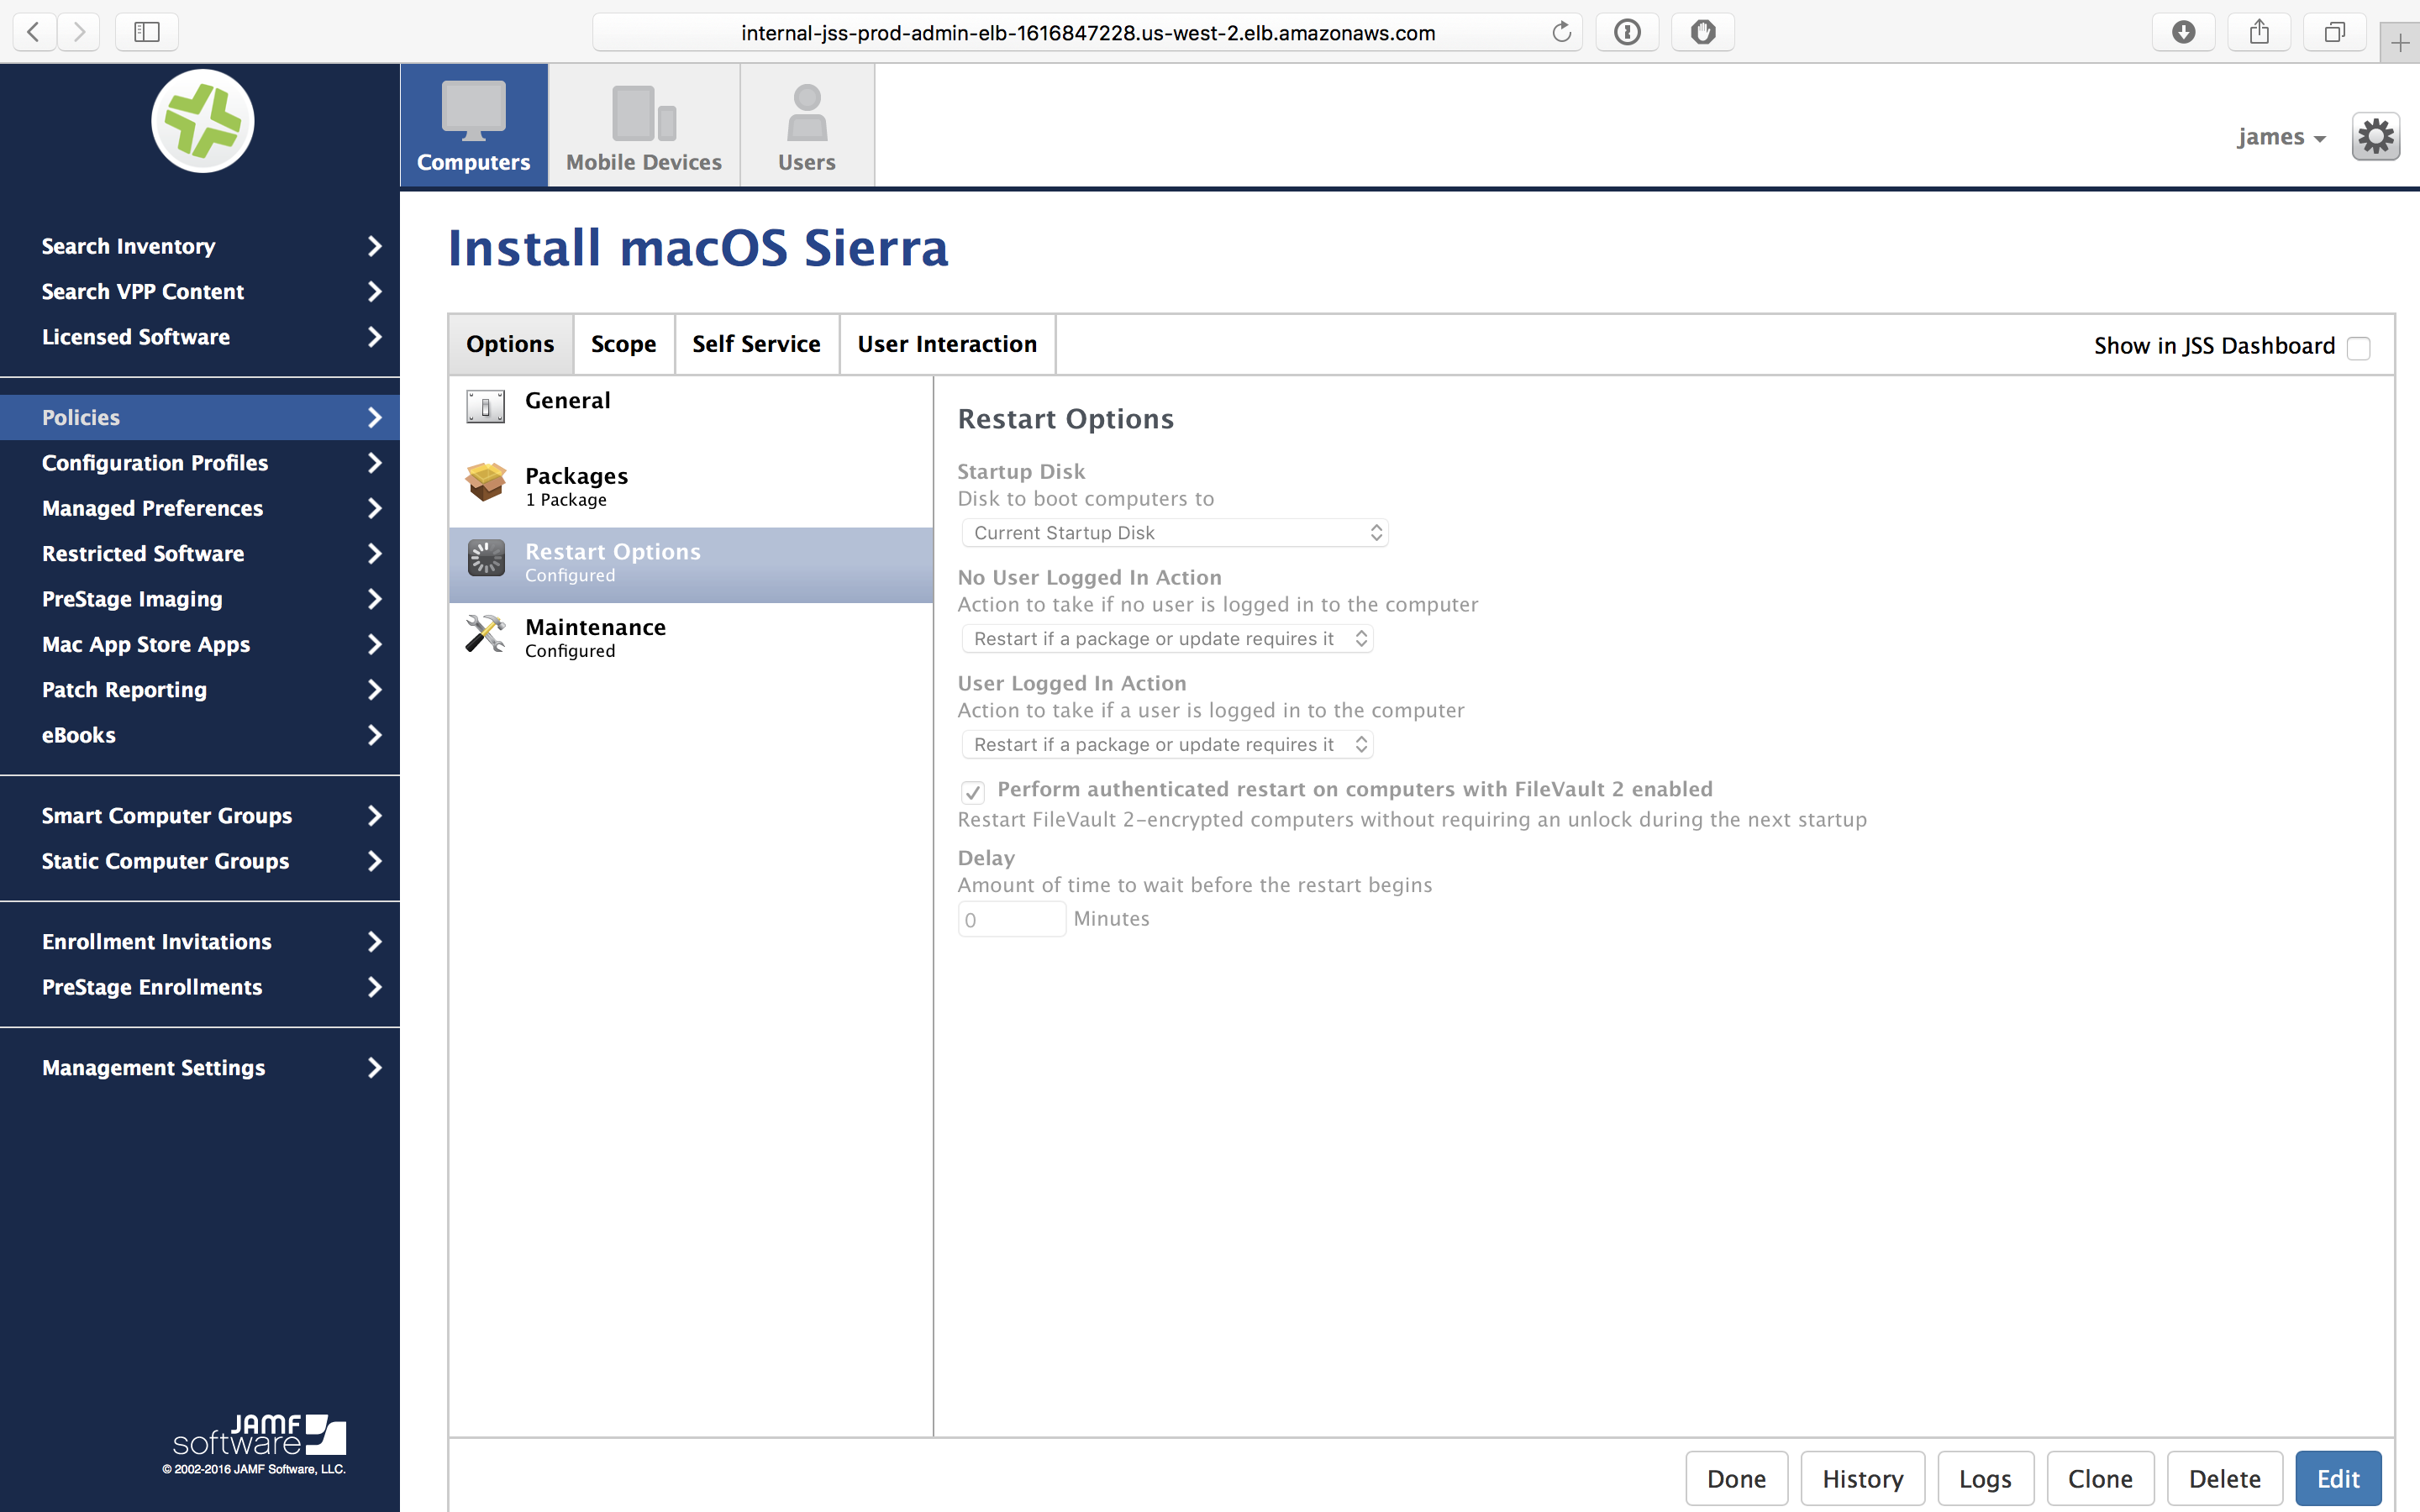 internal-jss-prod-admin-elb-1616847228.us-west-2.elb.amazonaws.com
Computers
Mobile Devices
Users
james
Search Inventory
Search VPP Content
Licensed Software
Policies
Configuration Profiles
Managed Preferences
Restricted Software
PreStage Imaging
Mac App Store Apps
Patch Reporting
eBooks
Smart Computer Groups
Static Computer Groups
Enrollment Invitations
PreStage Enrollments
Management Settings
JAMF
software
© 2002-2016 JAMF Software, LLC.
Install macOS Sierra
Options
Scope
Self Service
User Interaction
Show in JSS Dashboard
General
Packages
1 Package
Restart Options
Configured
Maintenance
Configured
Restart Options
Startup Disk
Disk to boot computers to
Current Startup Disk
No User Logged In Action
Action to take if no user is logged in to the computer
Restart if a package or update requires it
User Logged In Action
Action to take if a user is logged in to the computer
Restart if a package or update requires it
Perform authenticated restart on computers with FileVault 2 enabled
Restart FileVault 2-encrypted computers without requiring an unlock during the next startup
Delay
Amount of time to wait before the restart begins
0 Minutes
Done
History
Logs
Clone
Delete
Edit